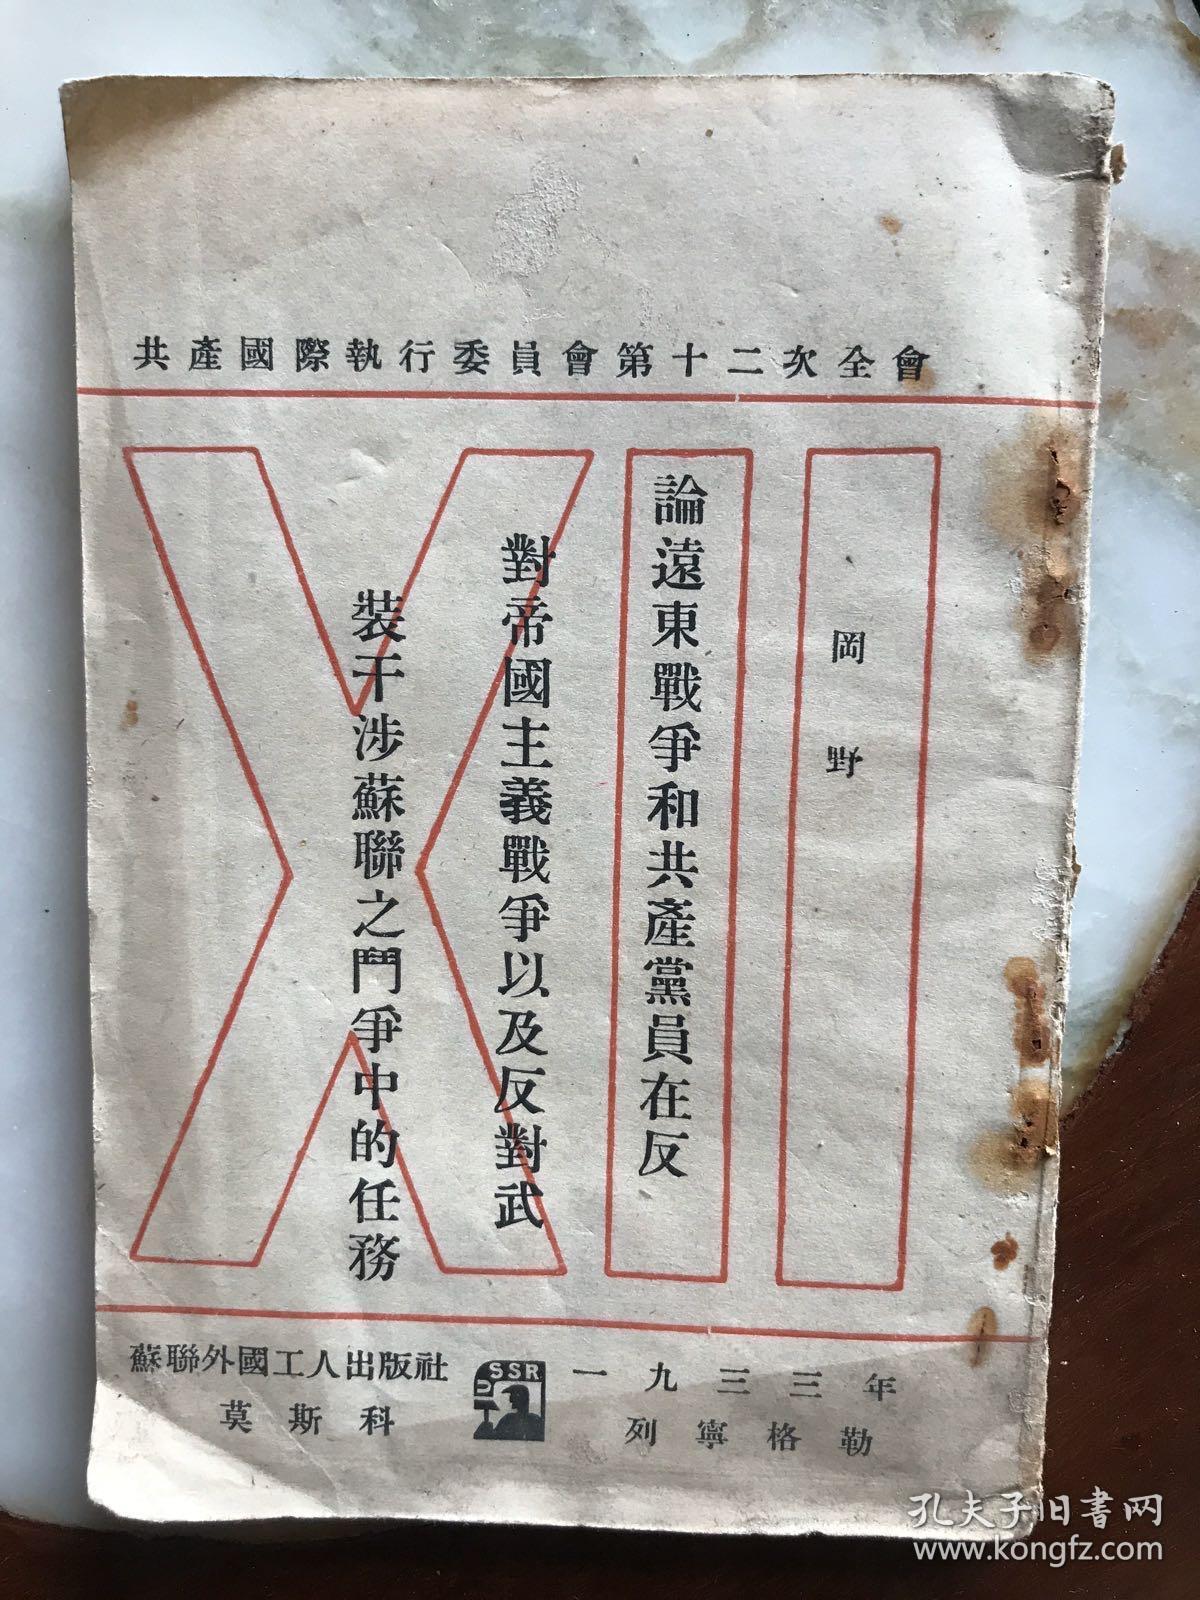 共產國際執行委員會第十二次全會
XII
岡野
論遠東戰爭和共產黨員在反
對帝國主義戰爭以及反對武
裝干涉蘇聯之鬥爭中的任務
蘇聯外國工人出版社
莫斯科
USSR
一九三三年
列寧格勒
孔夫子旧书网
www.kongfz.com